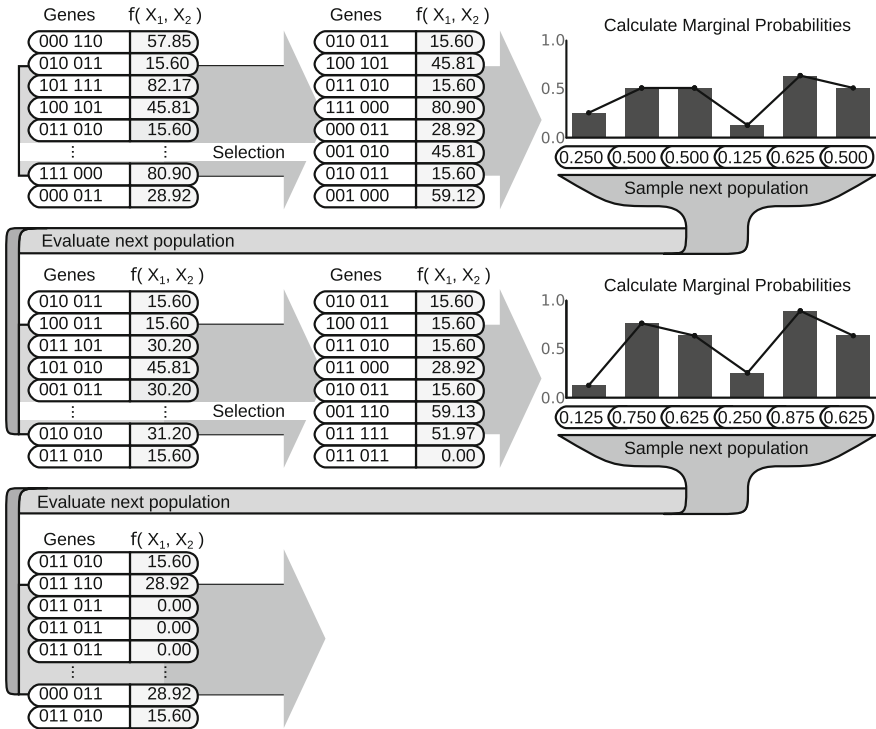 Genes f( X1, X2 )
000 110 57.85
010 011 15.60
101 111 82.17
100 101 45.81
011 010 15.60
⋮ ⋮
111 000 80.90
000 011 28.92
Selection
Genes f( X1, X2 )
010 011 15.60
100 101 45.81
011 010 15.60
111 000 80.90
000 011 28.92
001 010 45.81
010 011 15.60
001 000 59.12
Calculate Marginal Probabilities
1.0
0.5
0.0
0.250 0.500 0.500 0.125 0.625 0.500
Sample next population
Evaluate next population
Genes f( X1, X2 )
010 011 15.60
100 011 15.60
011 101 30.20
101 010 45.81
001 011 30.20
⋮ ⋮
010 010 31.20
011 010 15.60
Selection
Genes f( X1, X2 )
010 011 15.60
100 011 15.60
011 010 15.60
011 000 28.92
010 011 15.60
001 110 59.13
011 111 51.97
011 011 0.00
Calculate Marginal Probabilities
1.0
0.5
0.0
0.125 0.750 0.625 0.250 0.875 0.625
Sample next population
Evaluate next population
Genes f( X1, X2 )
011 010 15.60
011 110 28.92
011 011 0.00
011 011 0.00
011 011 0.00
⋮ ⋮
000 011 28.92
011 010 15.60